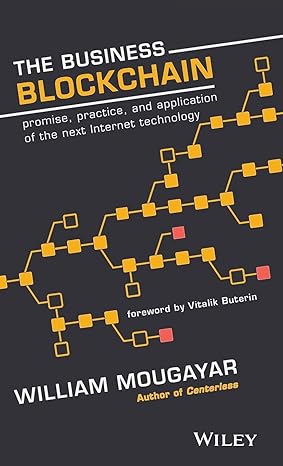 THE BUSINESS
BLOCKCHAIN
promise, practice, and application
of the next Internet technology
foreword by Vitalik Buterin
WILLIAM MOUGAYAR
Author of Centerless
WILEY